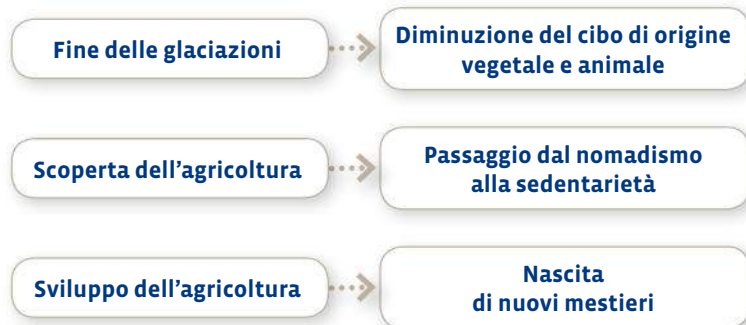 Fine delle glaciazioni
Diminuzione del cibo di origine
vegetale e animale
Scoperta dell’agricoltura
Passaggio dal nomadismo
alla sedentarietà
Sviluppo dell’agricoltura
Nascita
di nuovi mestieri